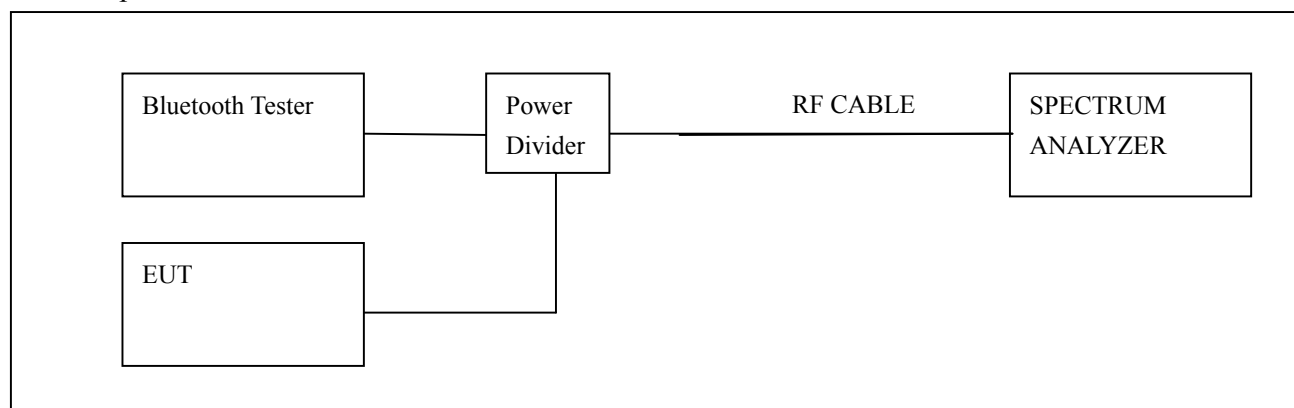 Bluetooth Tester
Power
Divider
RF CABLE
SPECTRUM
ANALYZER
EUT